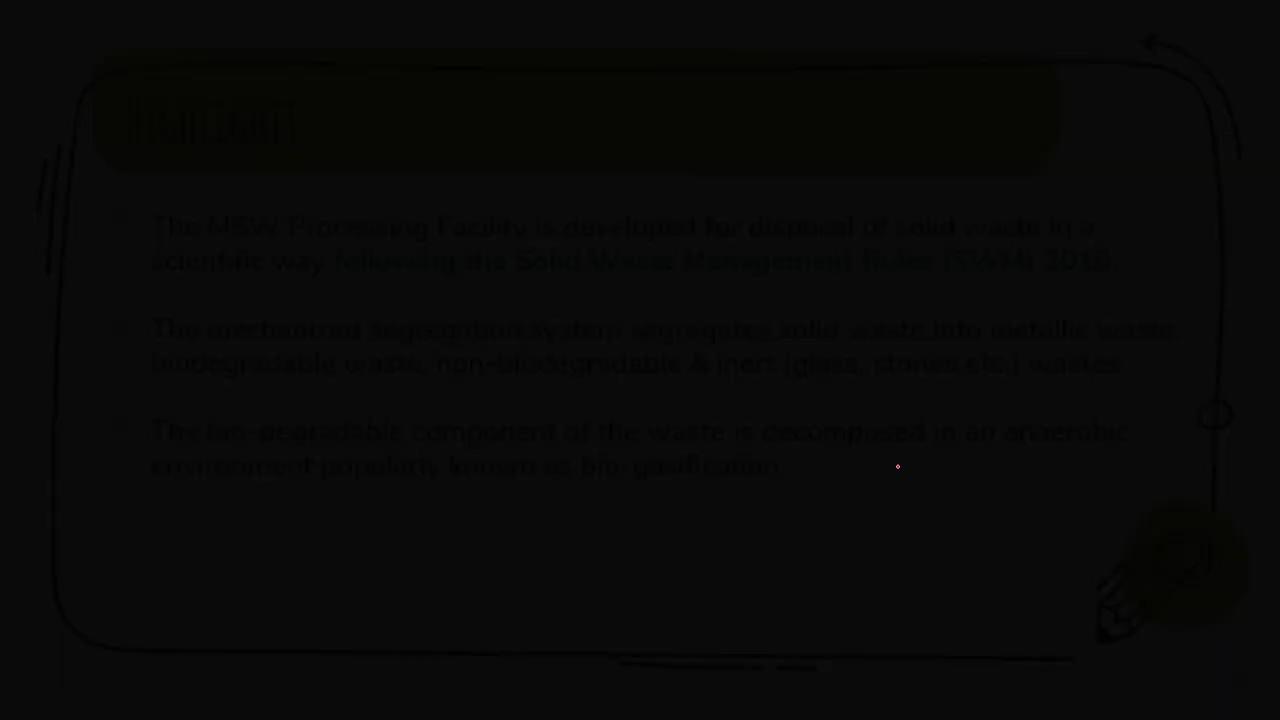 The MSW Processing Facility is developed for disposal of solid waste in a
scientific way following the Solid Waste Management Rules (SWM) 2016.
The mechanized segregation system segregates solid waste into metallic waste,
biodegradable waste, non-biodegradable & inert (glass, stones etc.) wastes
The bio-degradable component of the waste is decomposed in an anaerobic
environment popularly known as bio-gasification.